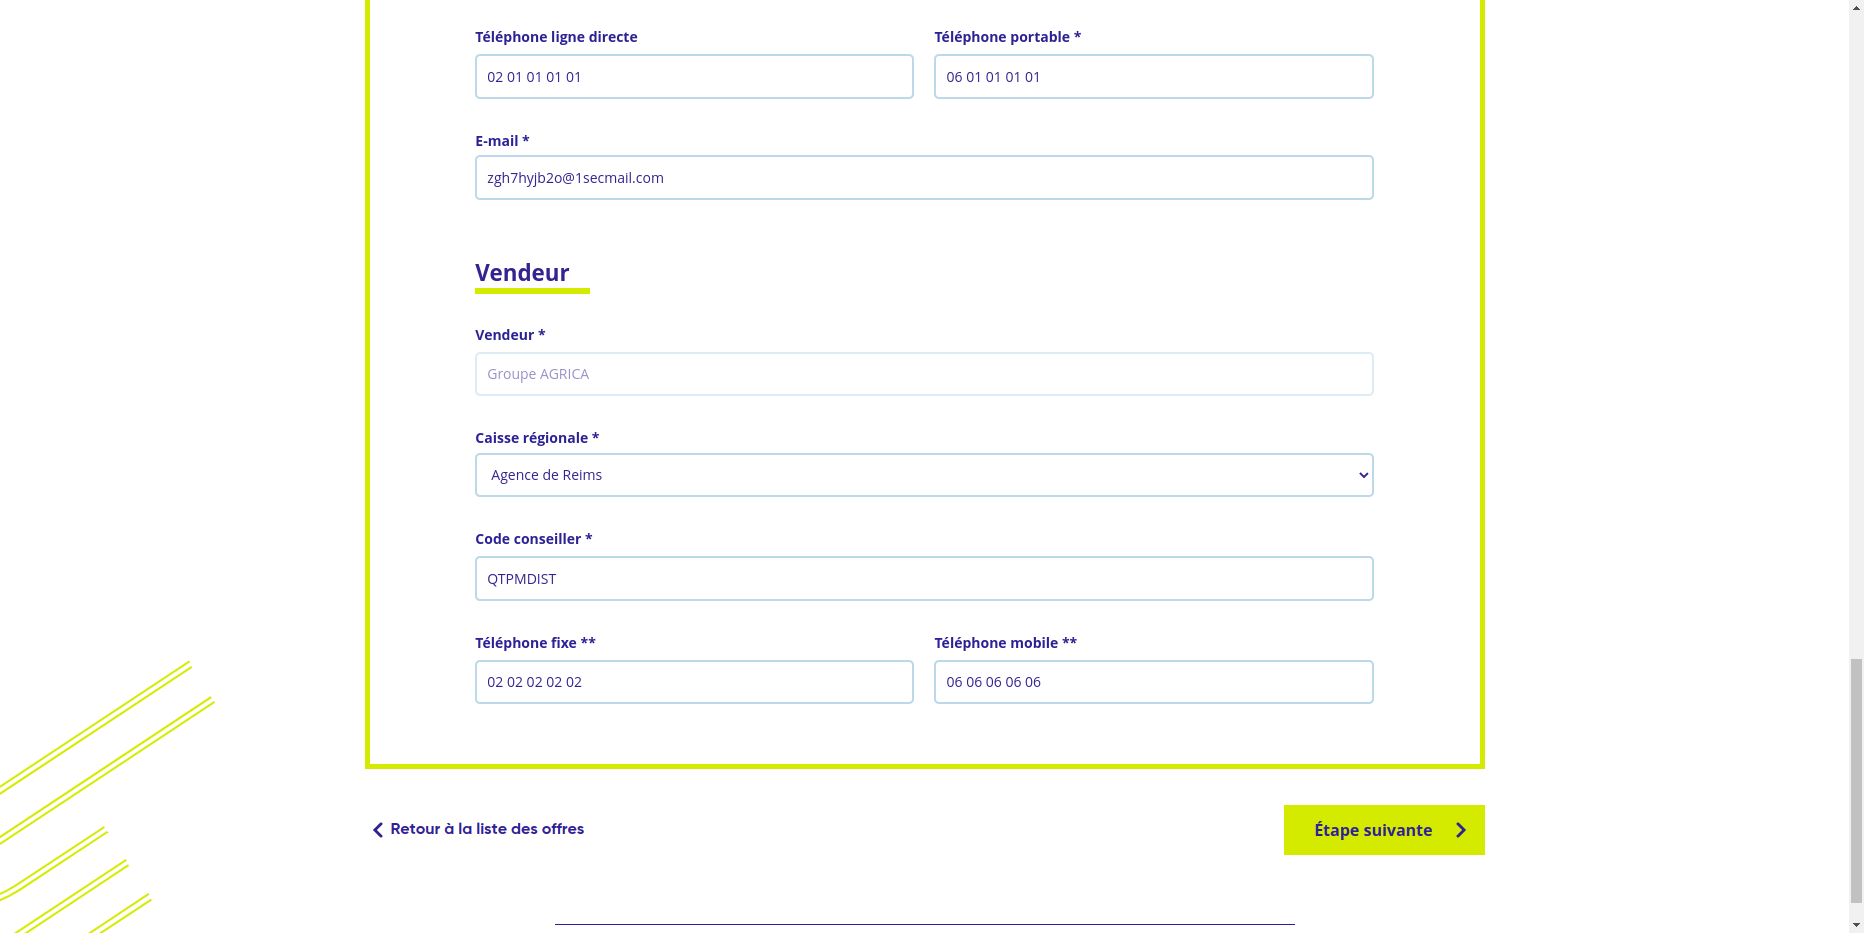 Téléphone ligne directe
Téléphone portable *
02 01 01 01 01
06 01 01 01 01
E-mail *
zgh7hyjb2o@1secmail.com
Vendeur
Vendeur *
Groupe AGRICA
Caisse régionale *
Agence de Reims
Code conseiller *
QTPMDIST
Téléphone fixe **
Téléphone mobile **
02 02 02 02 02
06 06 06 06 06
Retour à la liste des offres
Étape suivante